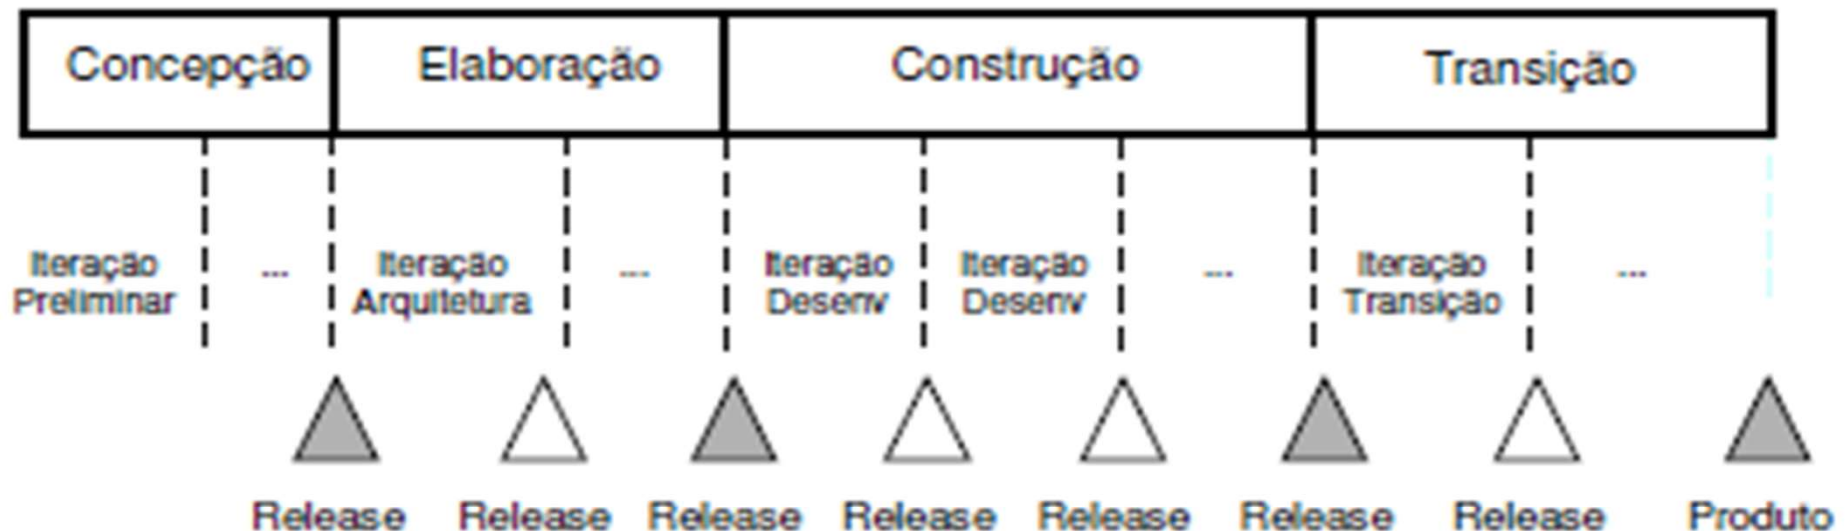 Concepção Elaboração Construção Transição
Iteração ... Iteração ... Iteração Iteração ... Iteração ...
Preliminar Arquitetura Desenv Desenv Transição
Release Release Release Release Release Release Release Produto